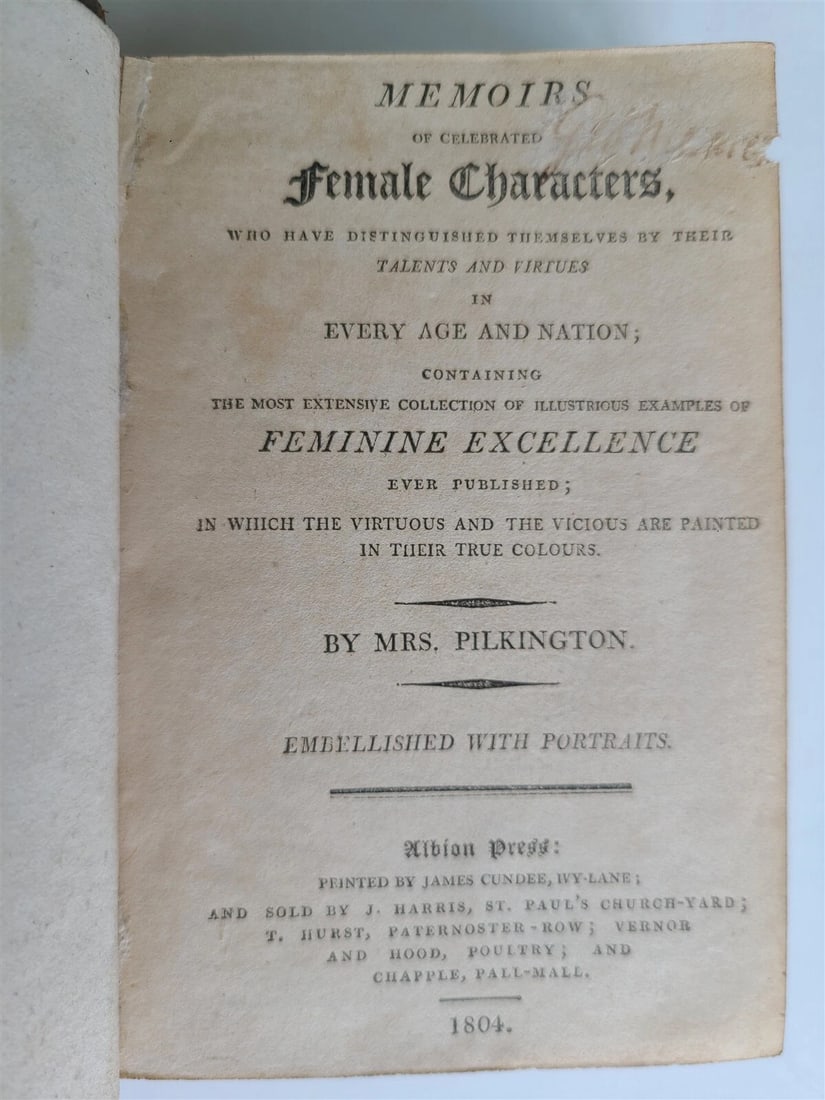 MEMOIRS
OF CELEBRATED
Female Characters,
WHO HAVE DISTINGUISHED THEMSELVES BY THEIR
TALENTS AND VIRTUES
IN
EVERY AGE AND NATION;
CONTAINING
THE MOST EXTENSIVE COLLECTION OF ILLUSTRIOUS EXAMPLES OF
FEMININE EXCELLENCE
EVER PUBLISHED;
IN WHICH THE VIRTUOUS AND THE VICIOUS ARE PAINTED
IN THEIR TRUE COLOURS.
BY MRS. PILKINGTON.
EMBELLISHED WITH PORTRAITS.
Albion Press:
PRINTED BY JAMES CUNDEE, IVY-LANE;
AND SOLD BY J. HARRIS, ST. PAUL'S CHURCH-YARD;
T. HURST, PATERNOSTER-ROW; VERNOR
AND HOOD, POULTRY; AND
CHAPPLE, PALL-MALL.
1804.